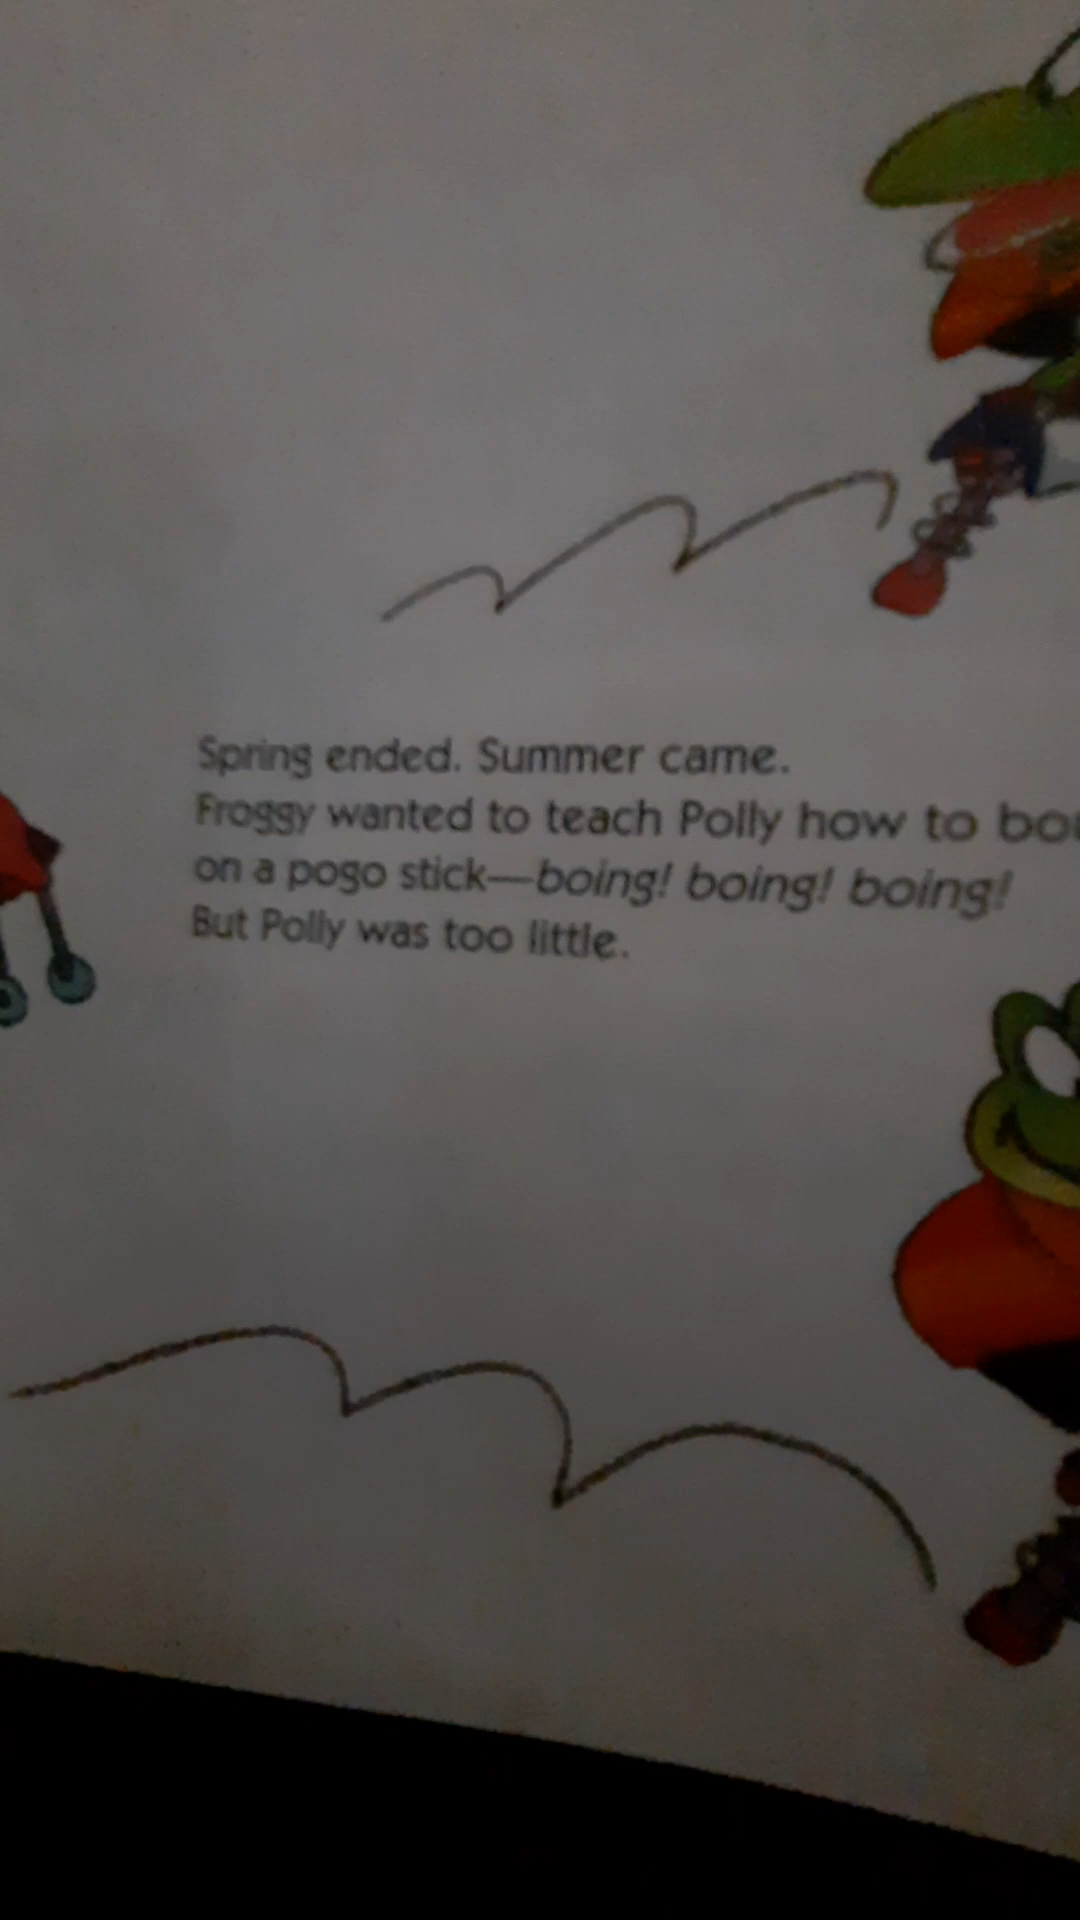 Spring ended. Summer came.
Froggy wanted to teach Polly how to
on a pogo stick—boing! boing! boing!
But Polly was too little.